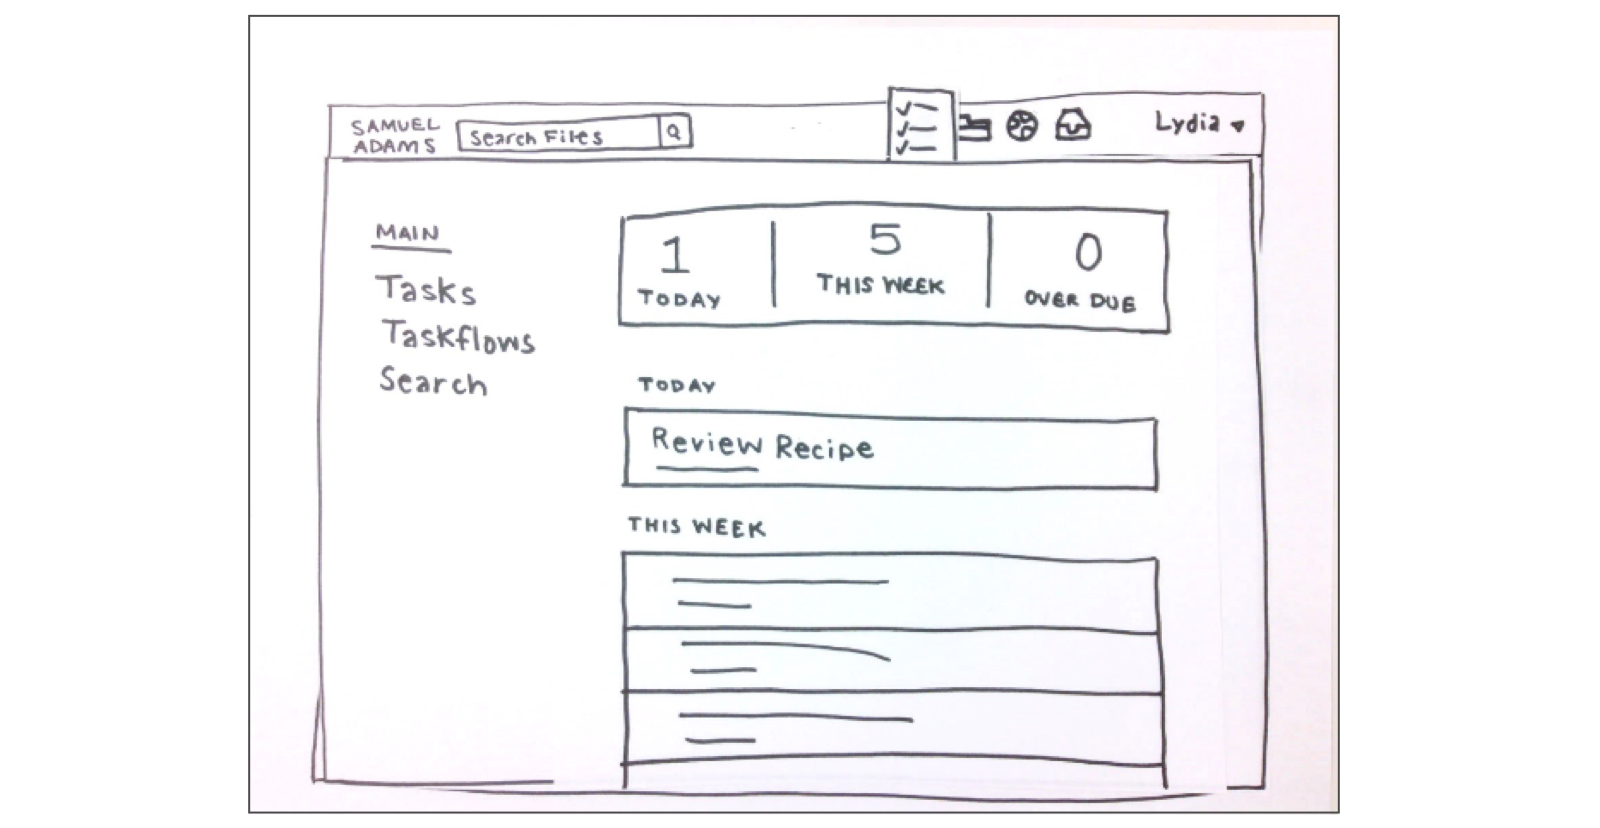 SAMUEL
ADAMS
Search Files
Lydia
MAIN
Tasks
Taskflows
Search
1
TODAY
5
THIS WEEK
0
OVER DUE
TODAY
Review Recipe
THIS WEEK